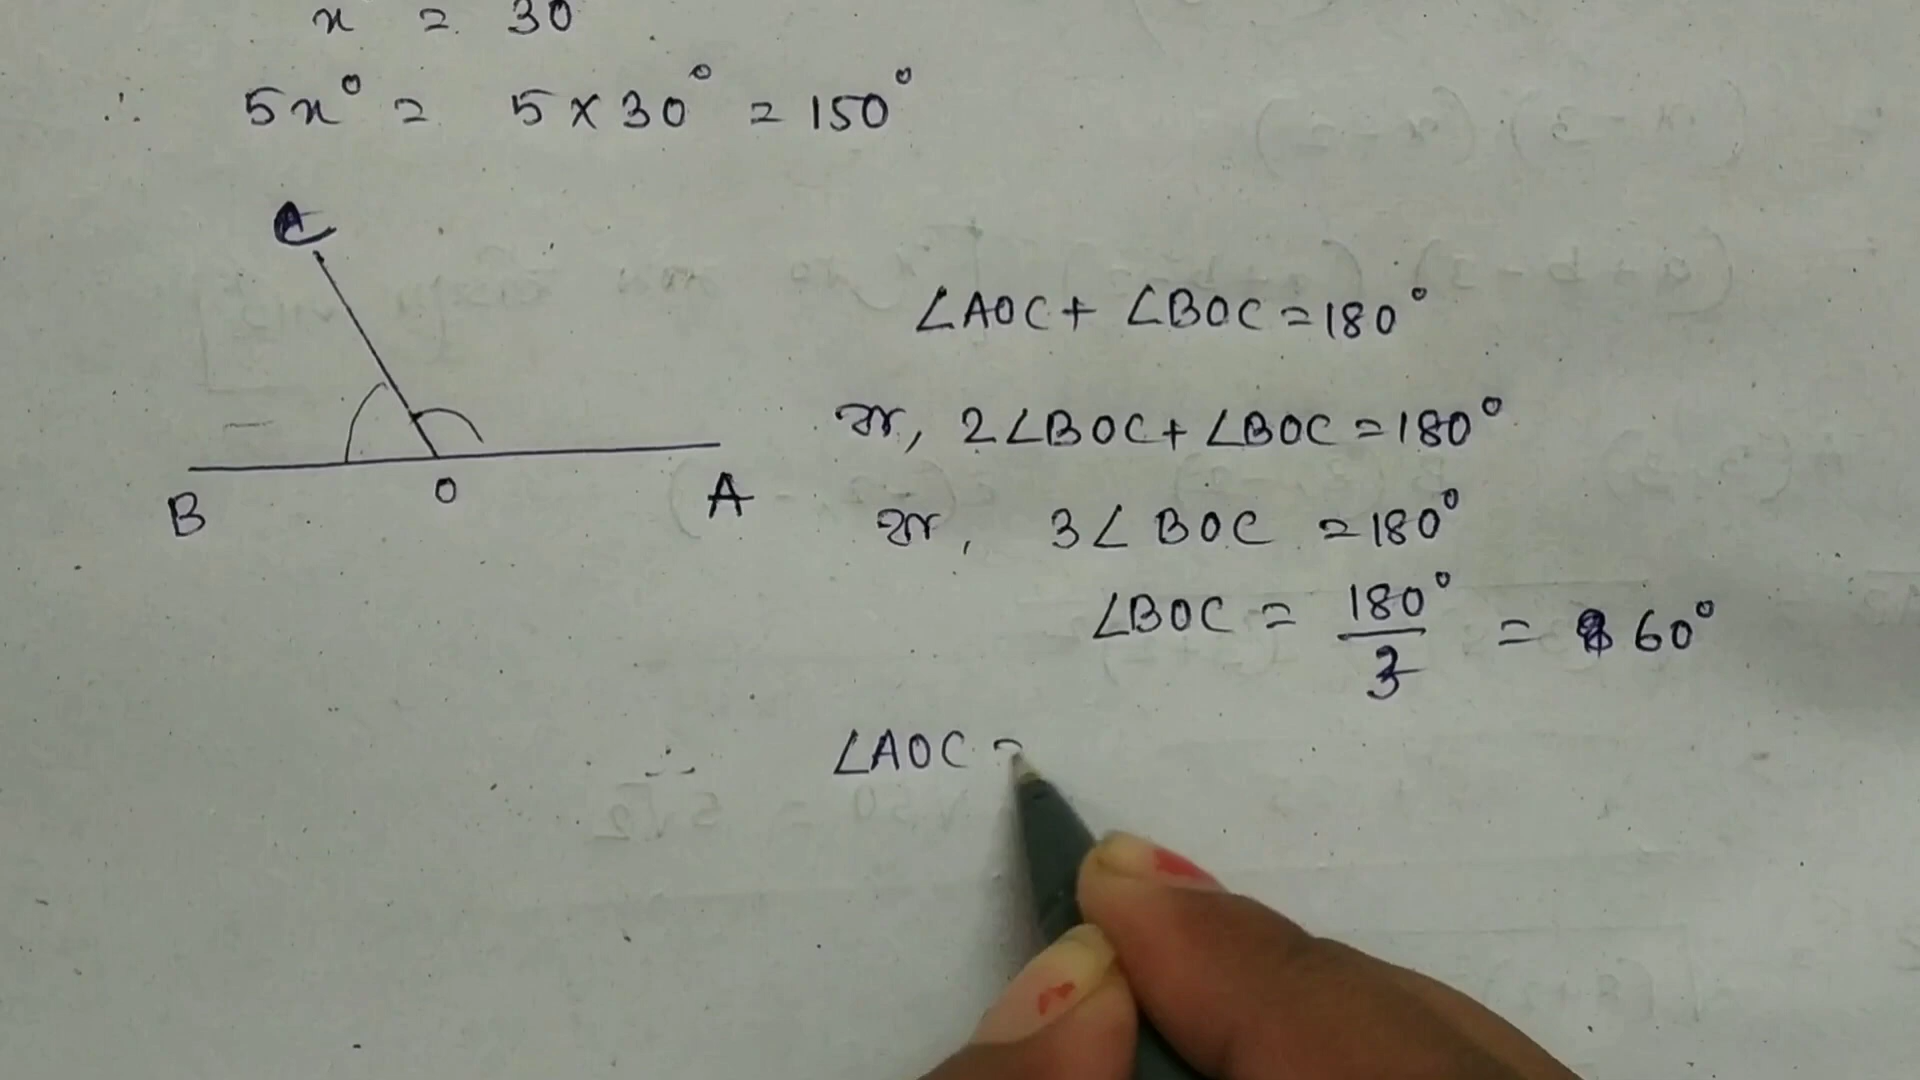 x = 30
∴ 5x° = 5 × 30° = 150°
C
B O A
∠AOC + ∠BOC = 180°
বা, 2∠BOC + ∠BOC = 180°
বা, 3∠BOC = 180°
∠BOC = 180°/3 = 60°
∠AOC =